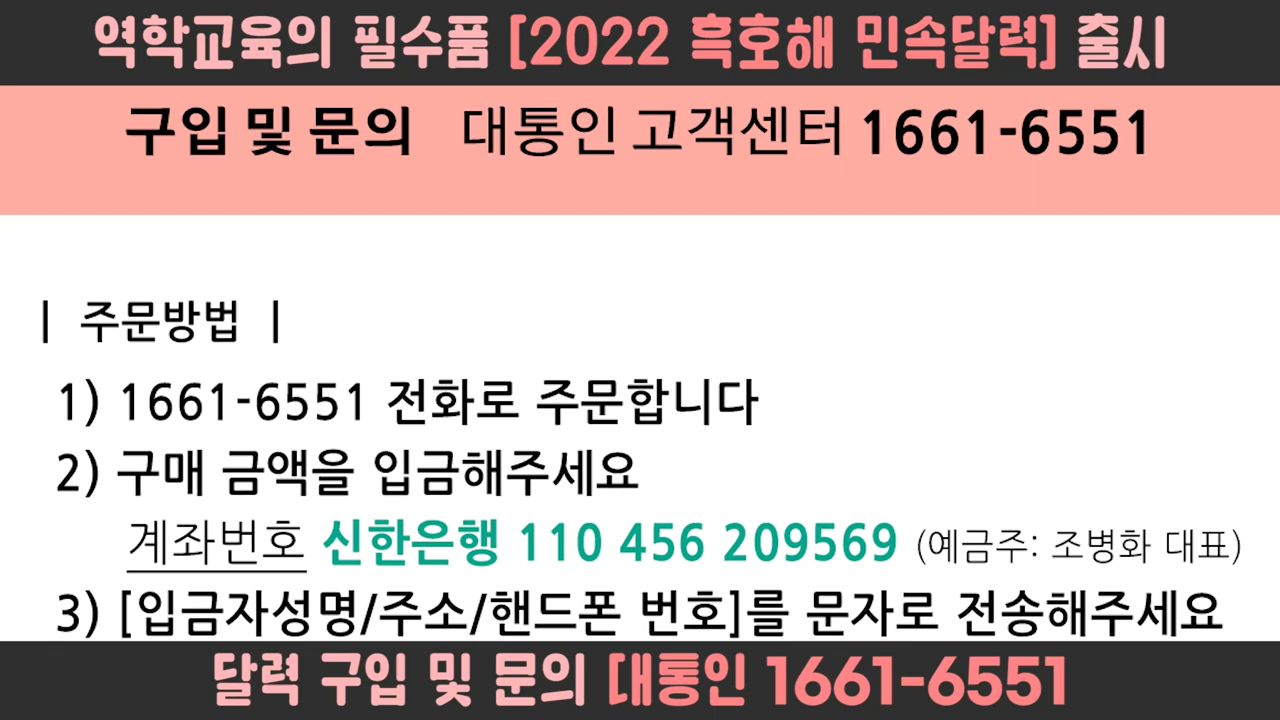 역학교육의 필수품 [2022 흑호해 민속달력] 출시
구입 및 문의 대통인 고객센터 1661-6551
| 주문방법 |
1) 1661-6551 전화로 주문합니다
2) 구매 금액을 입금해주세요
계좌번호 신한은행 110 456 209569 (예금주: 조병화 대표)
3) [입금자성명/주소/핸드폰 번호]를 문자로 전송해주세요
달력 구입 및 문의 대통인 1661-6551